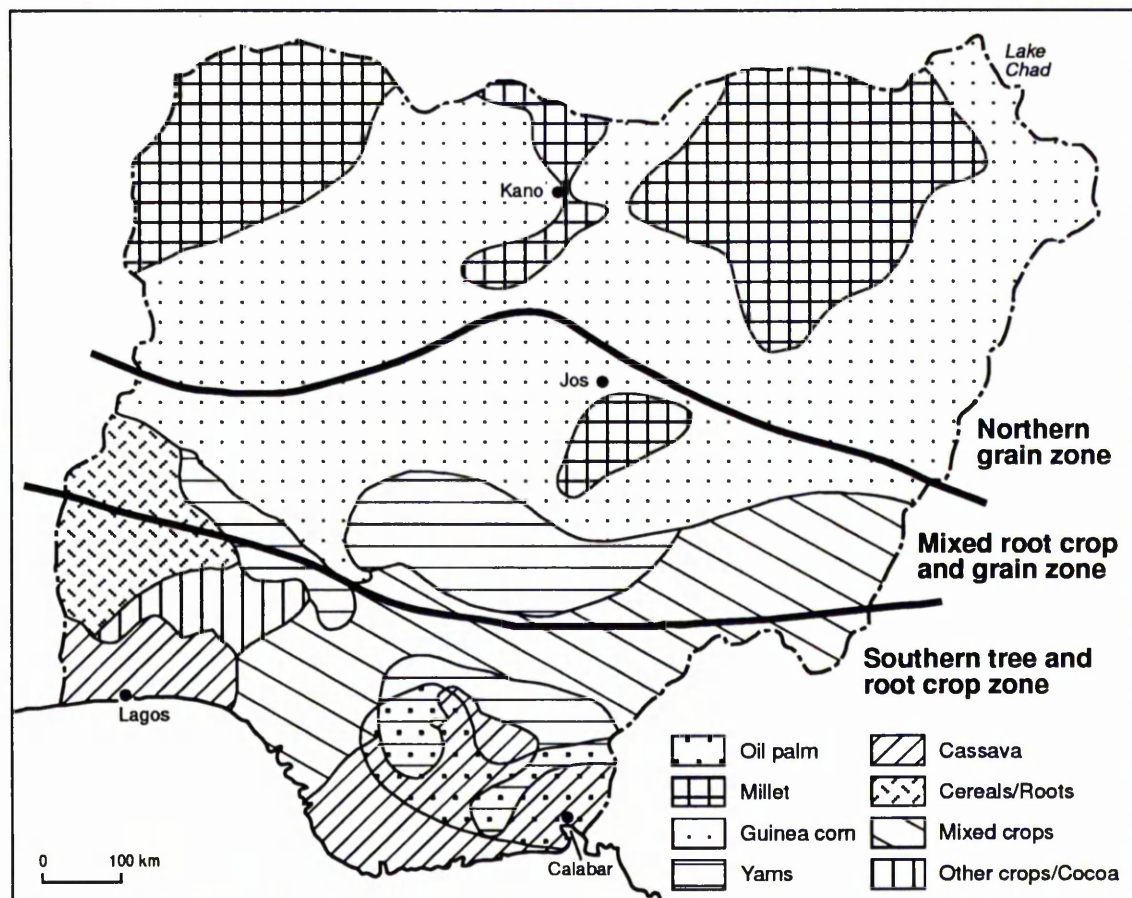 Lake
Chad
Kano
Jos
Northern
grain zone
Mixed root crop
and grain zone
Southern tree and
root crop zone
Lagos
Calabar
0 100 km
Oil palm
Millet
Guinea corn
Yams
Cassava
Cereals/Roots
Mixed crops
Other crops/Cocoa